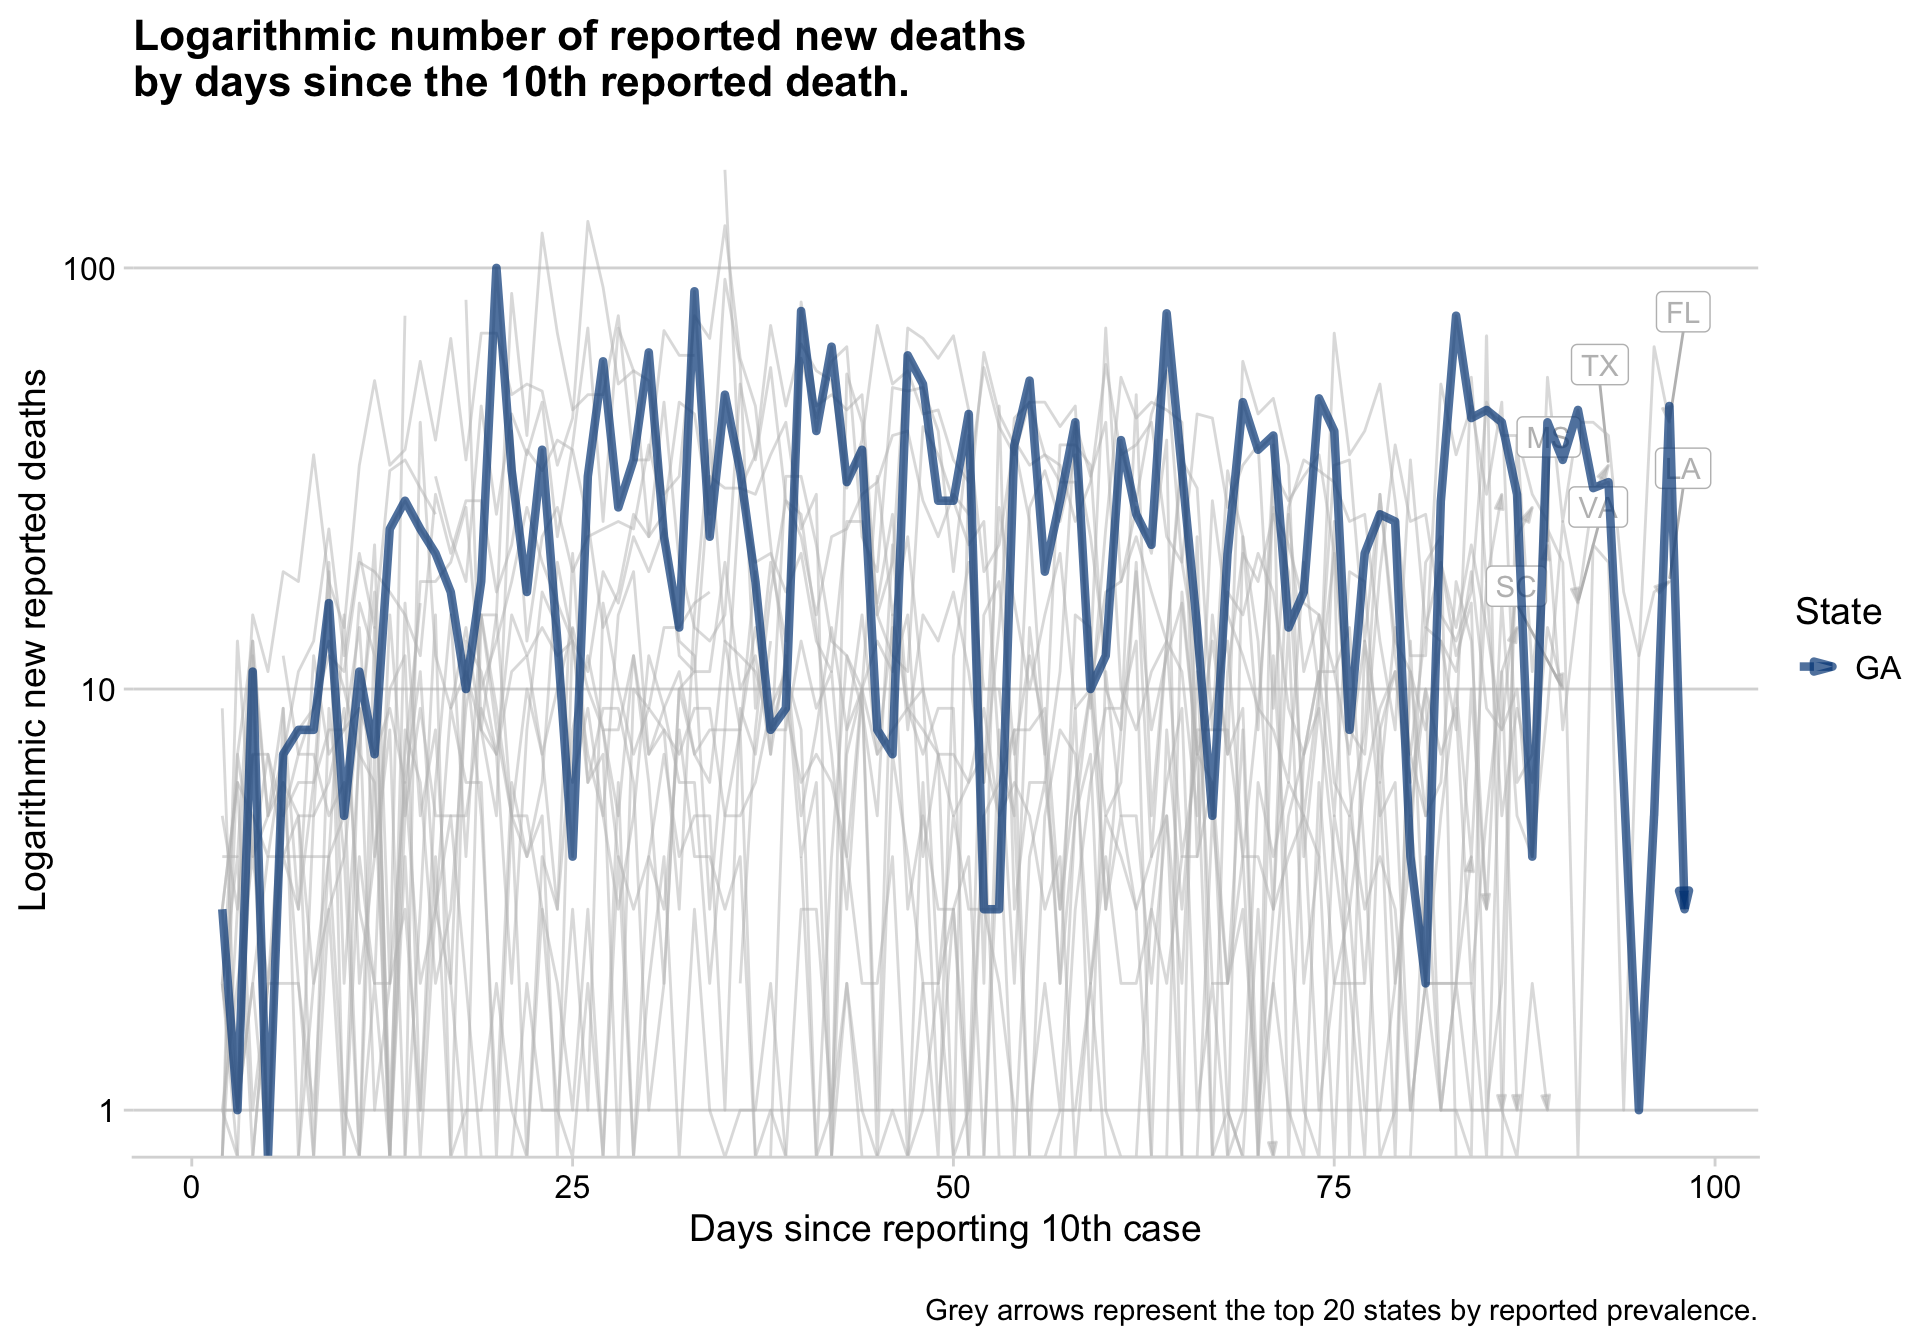 Logarithmic number of reported new deaths
by days since the 10th reported death.
Logarithmic new reported deaths
100
10
1
FL
TX
MS
LA
VA
SC
State
GA
0
25
50
75
100
Days since reporting 10th case
Grey arrows represent the top 20 states by reported prevalence.